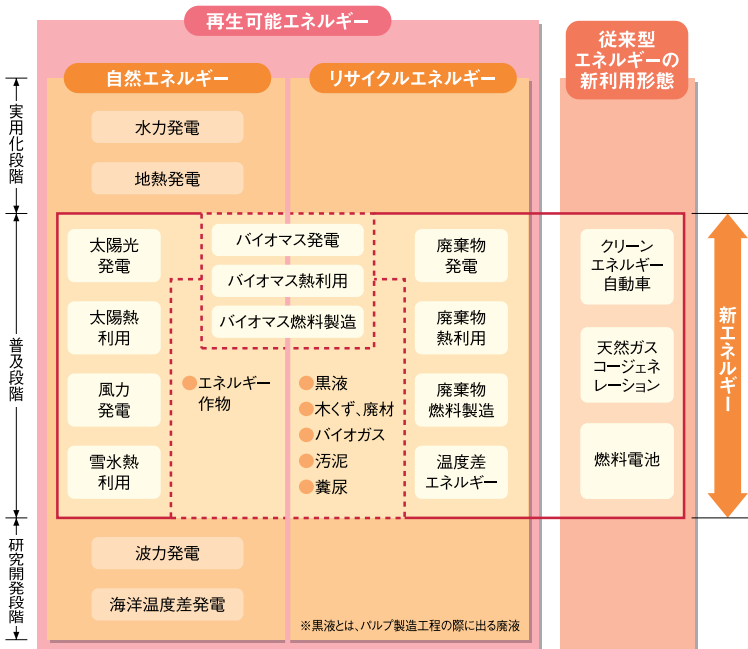 再生可能エネルギー
自然エネルギー
リサイクルエネルギー
従来型
エネルギーの
新利用形態
実用化段階
普及段階
研究開発段階
水力発電
地熱発電
太陽光
発電
太陽熱
利用
風力
発電
雪氷熱
利用
バイオマス発電
バイオマス熱利用
バイオマス燃料製造
エネルギー
作物
黒液
木くず、廃材
バイオガス
汚泥
糞尿
廃棄物
発電
廃棄物
熱利用
廃棄物
燃料製造
温度差
エネルギー
クリーン
エネルギー
自動車
天然ガス
コージェネ
レーション
燃料電池
新エネルギー
波力発電
海洋温度差発電
※黒液とは、パルプ製造工程の際に出る廃液